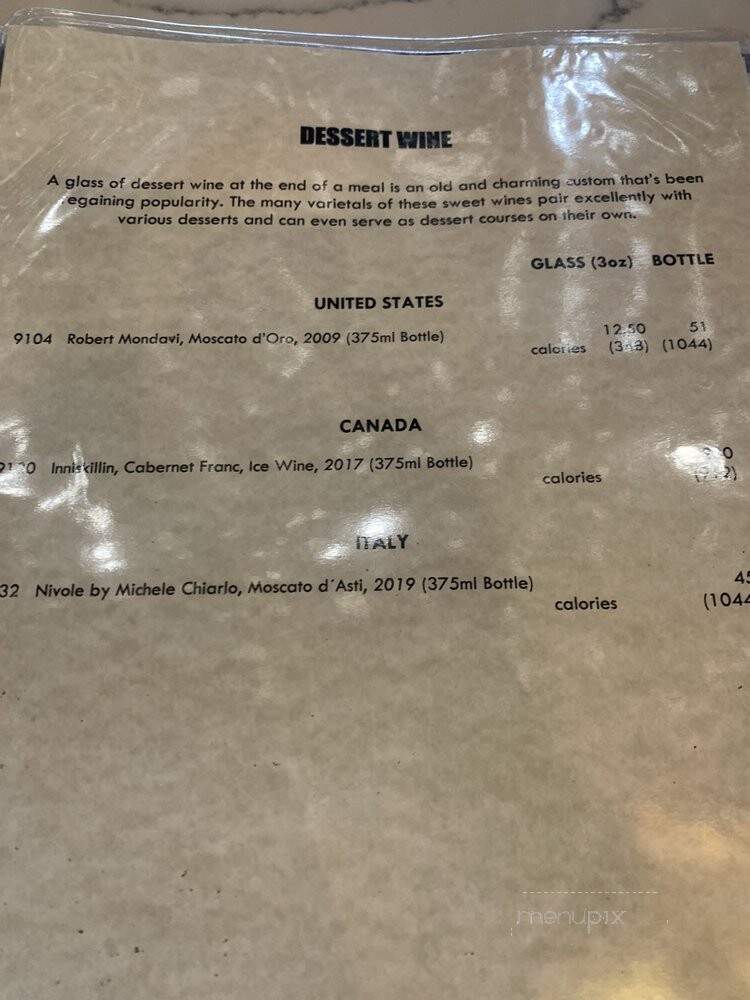 DESSERT WINE
A glass of dessert wine at the end of a meal is an old and charming custom that's been
regaining popularity. The many varietals of these sweet wines pair excellently with
various desserts and can even serve as dessert courses on their own.
GLASS (3oz) BOTTLE
UNITED STATES
9104 Robert Mondavi, Moscato d'Oro, 2009 (375ml Bottle) 12.50 51
calories (1044)
CANADA
Inniskillin, Cabernet Franc, Ice Wine, 2017 (375ml Bottle)
calories
ITALY
32 Nivole by Michele Chiarlo, Moscato d´Asti, 2019 (375ml Bottle) 45
calories (1044
menupix